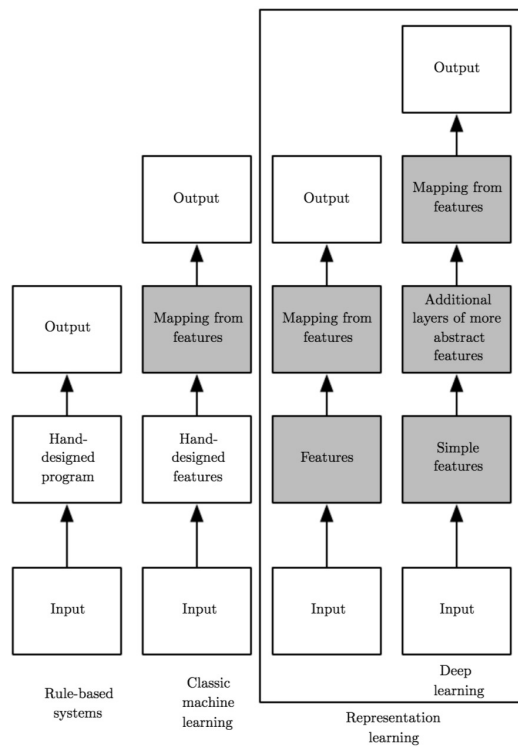 Output
Output
Output
Mapping from
features
Output
Mapping from
features
Mapping from
features
Additional
layers of more
abstract
features
Hand-
designed
program
Hand-
designed
features
Features
Simple
features
Input
Input
Input
Input
Rule-based
systems
Classic
machine
learning
Representation
learning
Deep
learning